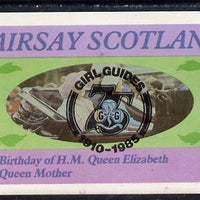 AIRSAY SCOTLAN
GIRL GUIDES
75
G G
1910-1985
Birthday of H.M. Queen Elizabeth
Queen Mother